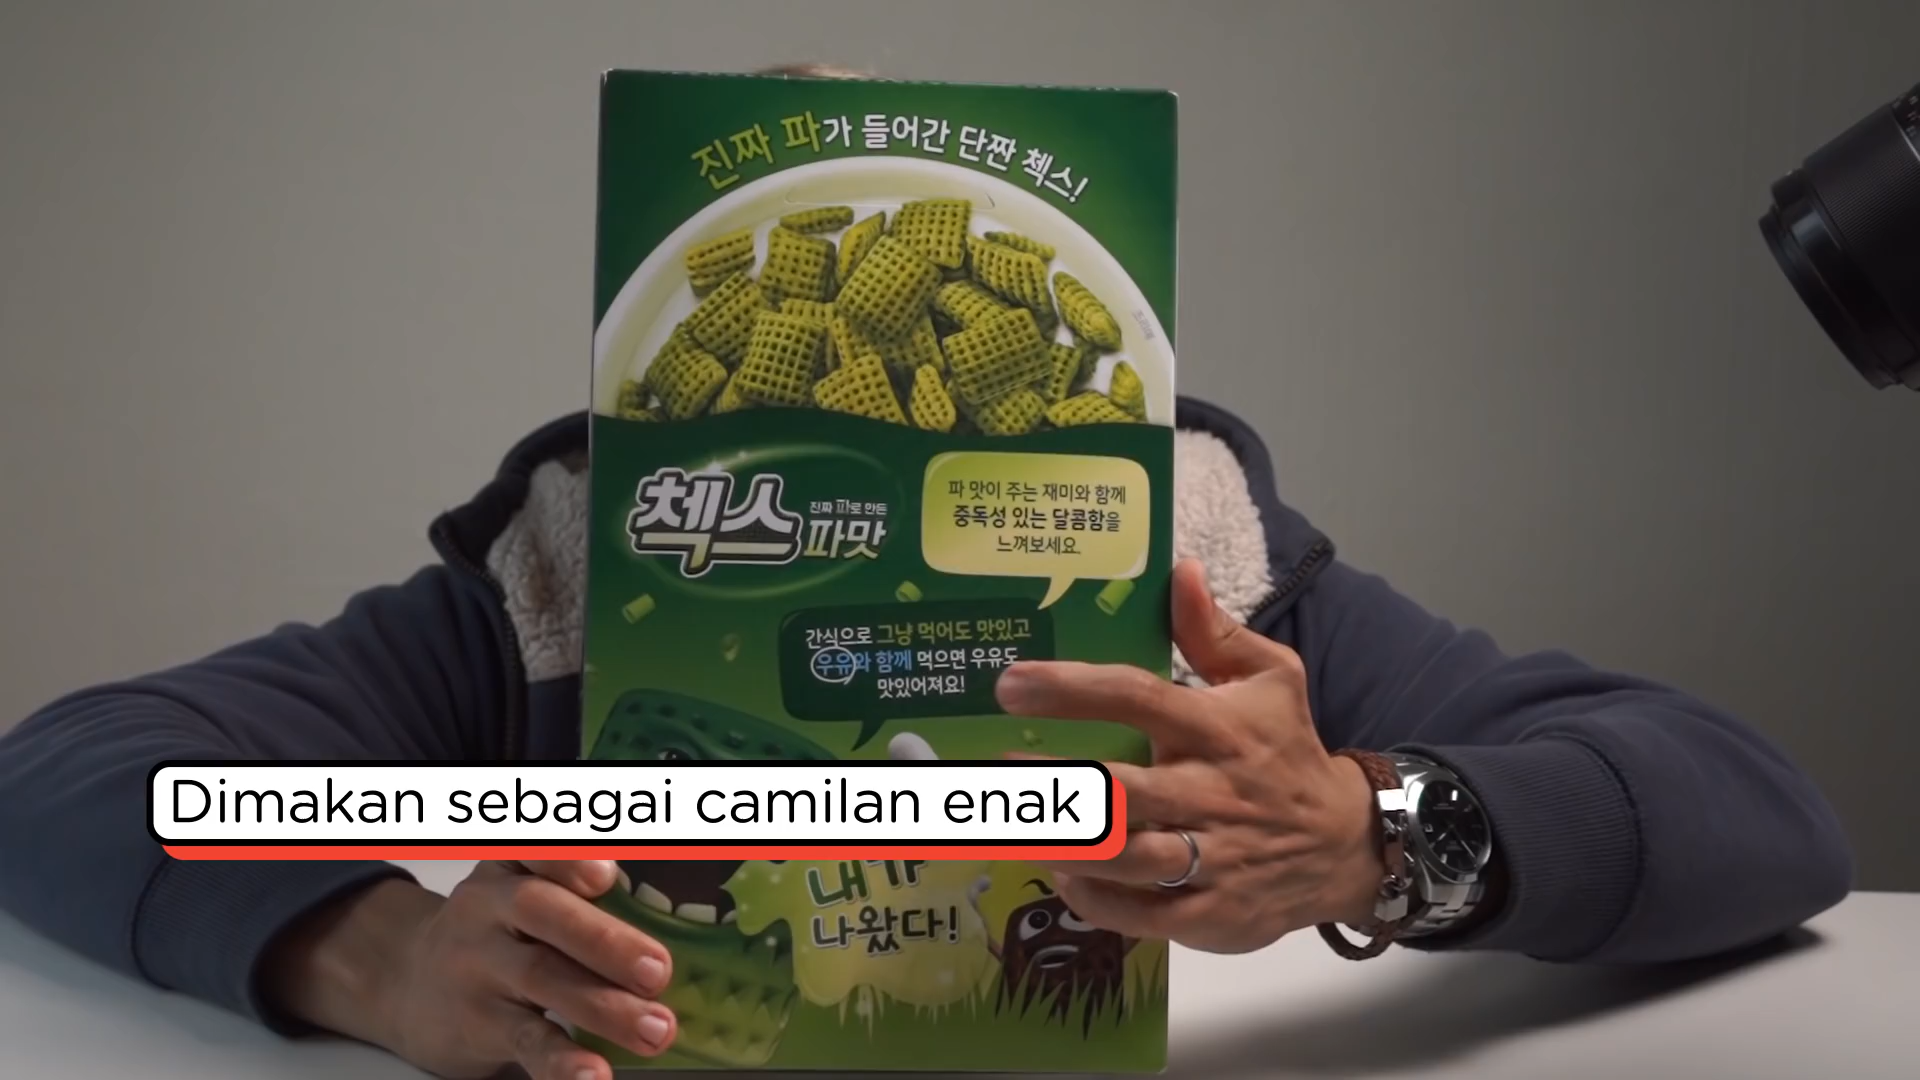 진짜 파가 들어간 단짠 첵스!
첵스
진짜 파로 만든
파맛
파 맛이 주는 재미와 함께
중독성 있는 달콤함을
느껴보세요.
간식으로 그냥 먹어도 맛있고
우유와 함께 먹으면 우유도
맛있어져요!
Dimakan sebagai camilan enak
내가
나왔다!